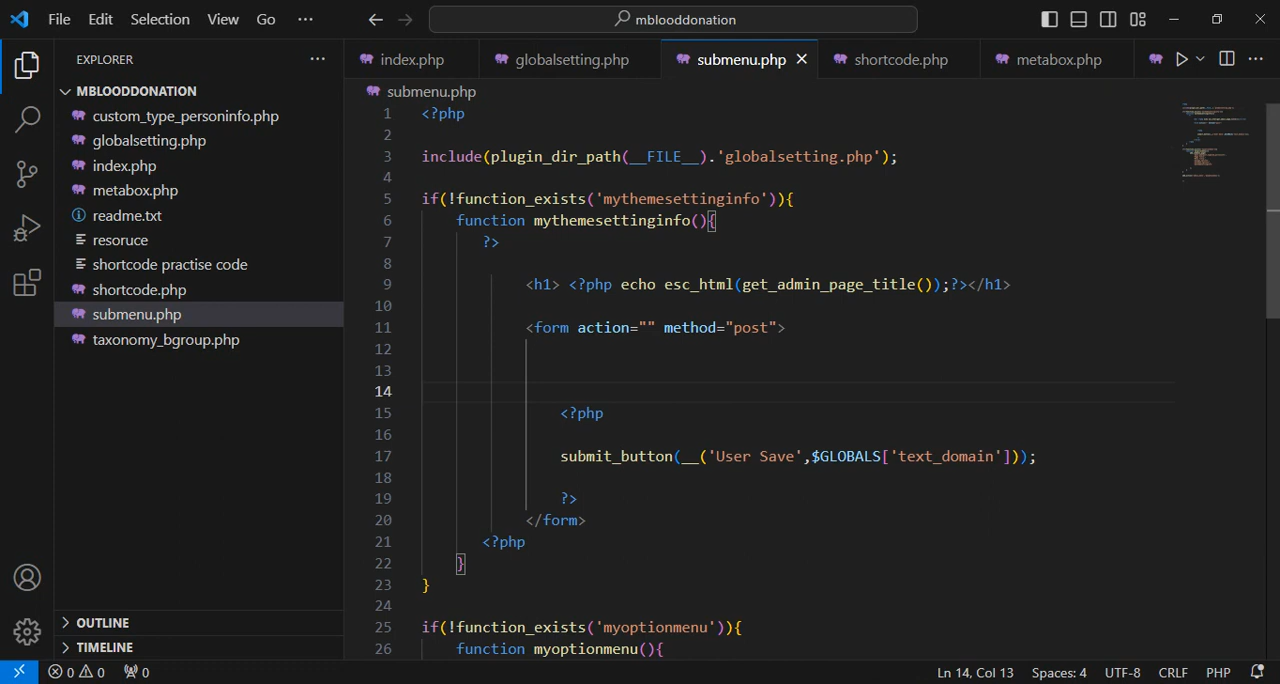 File Edit Selection View Go ···
mblooddonation
EXPLORER ···
MBLOODDONATION
custom_type_personinfo.php
globalsetting.php
index.php
metabox.php
readme.txt
resoruce
shortcode practise code
shortcode.php
submenu.php
taxonomy_bgroup.php
OUTLINE
TIMELINE
index.php globalsetting.php submenu.php shortcode.php metabox.php ···
submenu.php
1 <?php
2
3 include(plugin_dir_path(__FILE__).'globalsetting.php');
4
5 if(!function_exists('mythemesettinginfo')){
6 function mythemesettinginfo(){
7 ?>
8
9 <h1> <?php echo esc_html(get_admin_page_title());?></h1>
10
11 <form action="" method="post">
12
13
14
15 <?php
16
17 submit_button(__('User Save',$GLOBALS['text_domain']));
18
19 ?>
20 </form>
21 <?php
22 }
23 }
24
25 if(!function_exists('myoptionmenu')){
26 function myoptionmenu(){
0 0 0 Ln 14, Col 13 Spaces: 4 UTF-8 CRLF PHP